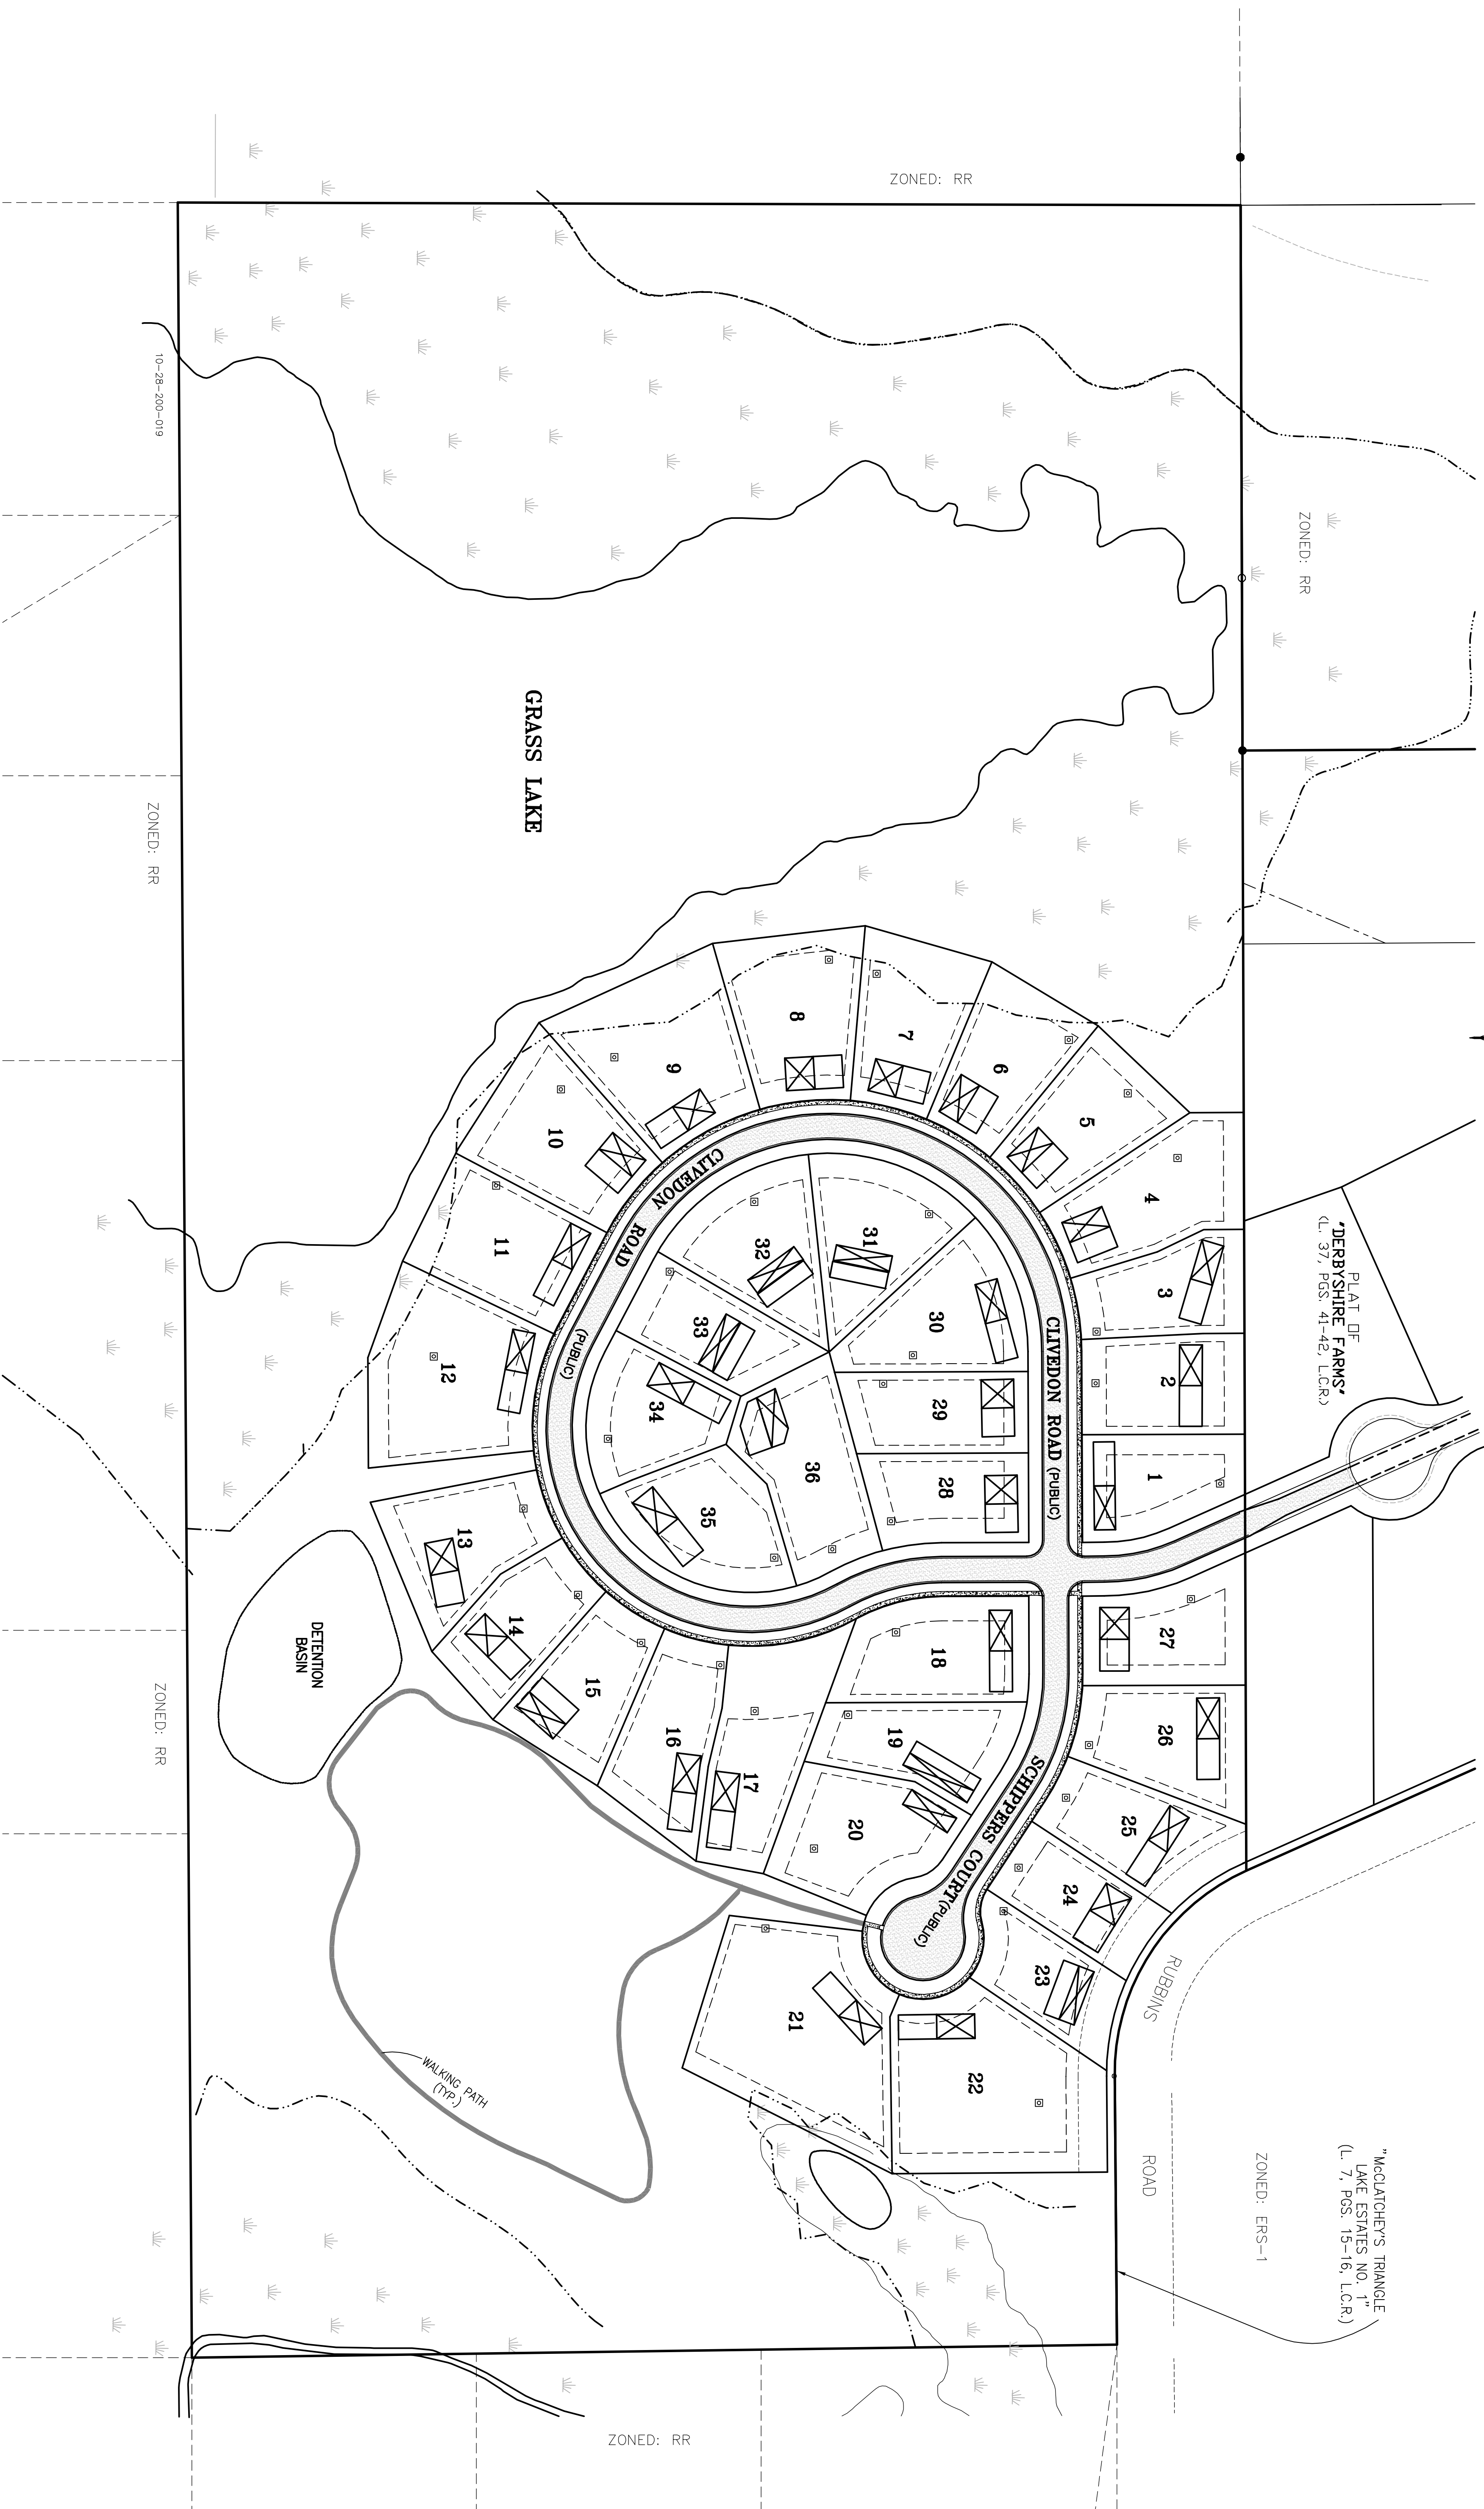 ZONED: RR
ZONED: RR
10-28-200-019
GRASS LAKE
ZONED: RR
8
7
6
9
5
10
4
PLAT OF
"DERBYSHIRE FARMS"
(L. 37, PGS. 41-42, L.C.R.)
CLIVEDON ROAD
(PUBLIC)
11
32
31
3
33
30
12
34
29
2
CLIVEDON ROAD (PUBLIC)
36
28
1
35
13
14
15
16
17
18
19
20
27
26
25
24
23
22
21
DETENTION
BASIN
ZONED: RR
SCHIPPERS COURT (PUBLIC)
RUBBINS
ROAD
WALKING PATH
(TYP.)
ZONED: ERS-1
"McCLATCHEY'S TRIANGLE
LAKE ESTATES NO. 1"
(L. 7, PGS. 15-16, L.C.R.)
ZONED: RR